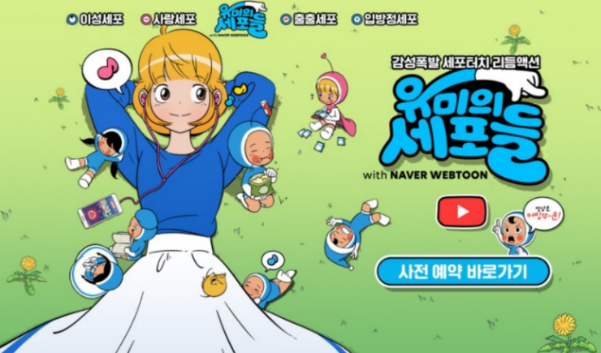 이성세포
사랑세포
유미의
세포들
with NAVER WEBTOON
출출세포
입방정세포
감성폭발 세포터치 리듬액션
유미의
세포들
with NAVER WEBTOON
사전 예약 바로가기